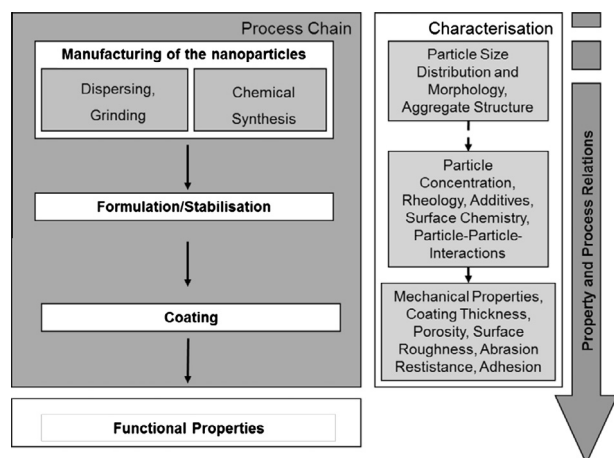 Process Chain
Manufacturing of the nanoparticles
Dispersing,
Grinding
Chemical
Synthesis
Formulation/Stabilisation
Coating
Functional Properties
Characterisation
Particle Size
Distribution and
Morphology,
Aggregate Structure
Particle
Concentration,
Rheology, Additives,
Surface Chemistry,
Particle-Particle-
Interactions
Mechanical Properties,
Coating Thickness,
Porosity, Surface
Roughness, Abrasion
Restistance, Adhesion
Property and Process Relations